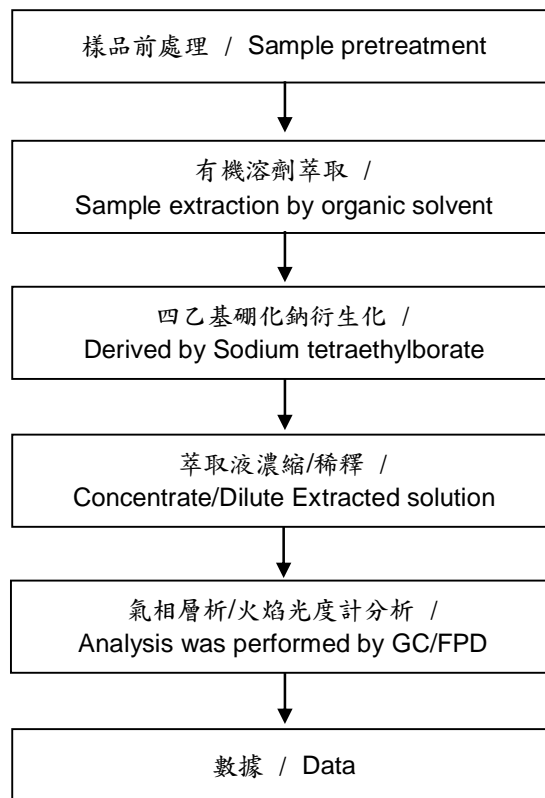 樣品前處理 / Sample pretreatment
有機溶劑萃取 /
Sample extraction by organic solvent
四乙基硼化鈉衍生化 /
Derived by Sodium tetraethylborate
萃取液濃縮/稀釋 /
Concentrate/Dilute Extracted solution
氣相層析/火焰光度計分析 /
Analysis was performed by GC/FPD
數據 / Data